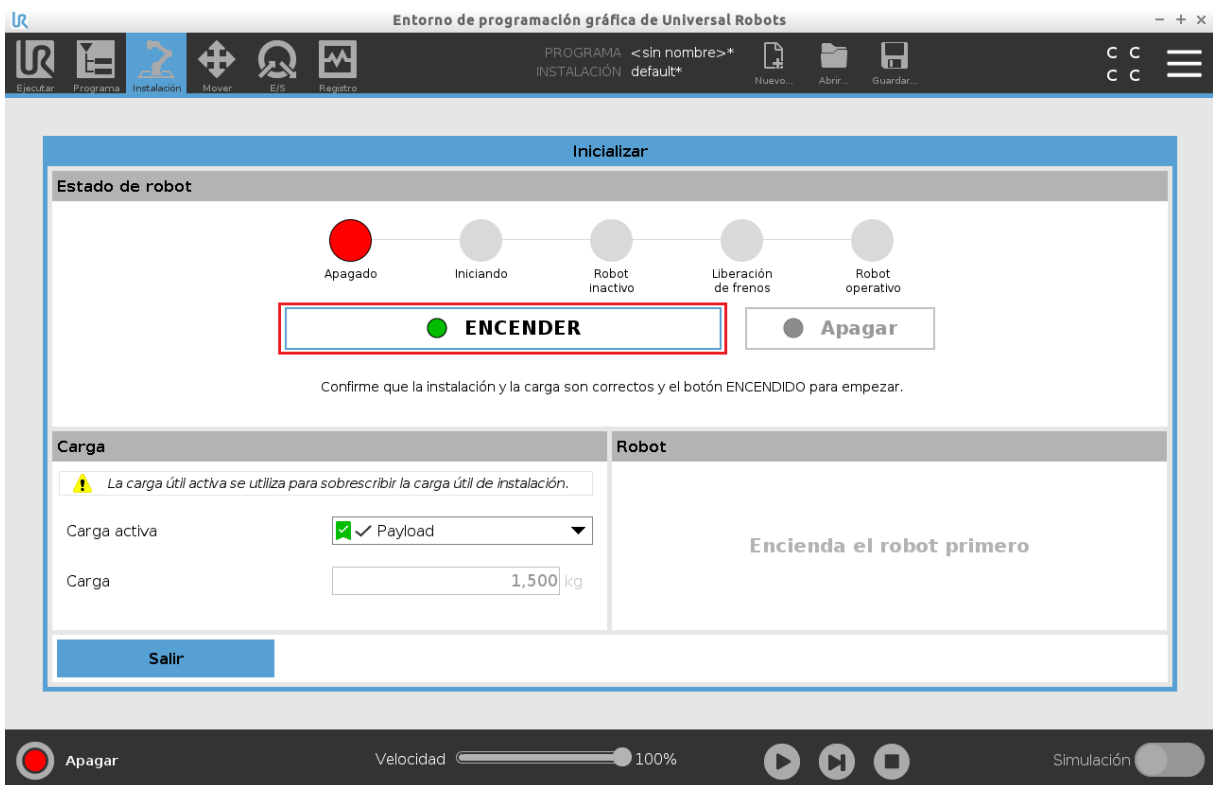 Entorno de programación gráfica de Universal Robots
Ejecutar
Programa
Instalación
Mover
E/S
Registro
PROGRAMA <sin nombre>*
INSTALACIÓN default*
Nuevo...
Abrir...
Guardar...
C C
C C
Inicializar
Estado de robot
Apagado
Iniciando
Robot
inactivo
Liberación
de frenos
Robot
operativo
ENCENDER
Apagar
Confirme que la instalación y la carga son correctos y el botón ENCENDIDO para empezar.
Carga
La carga útil activa se utiliza para sobrescribir la carga útil de instalación.
Carga activa
Payload
Carga
1,500 kg
Robot
Encienda el robot primero
Salir
Apagar
Velocidad
100%
Simulación